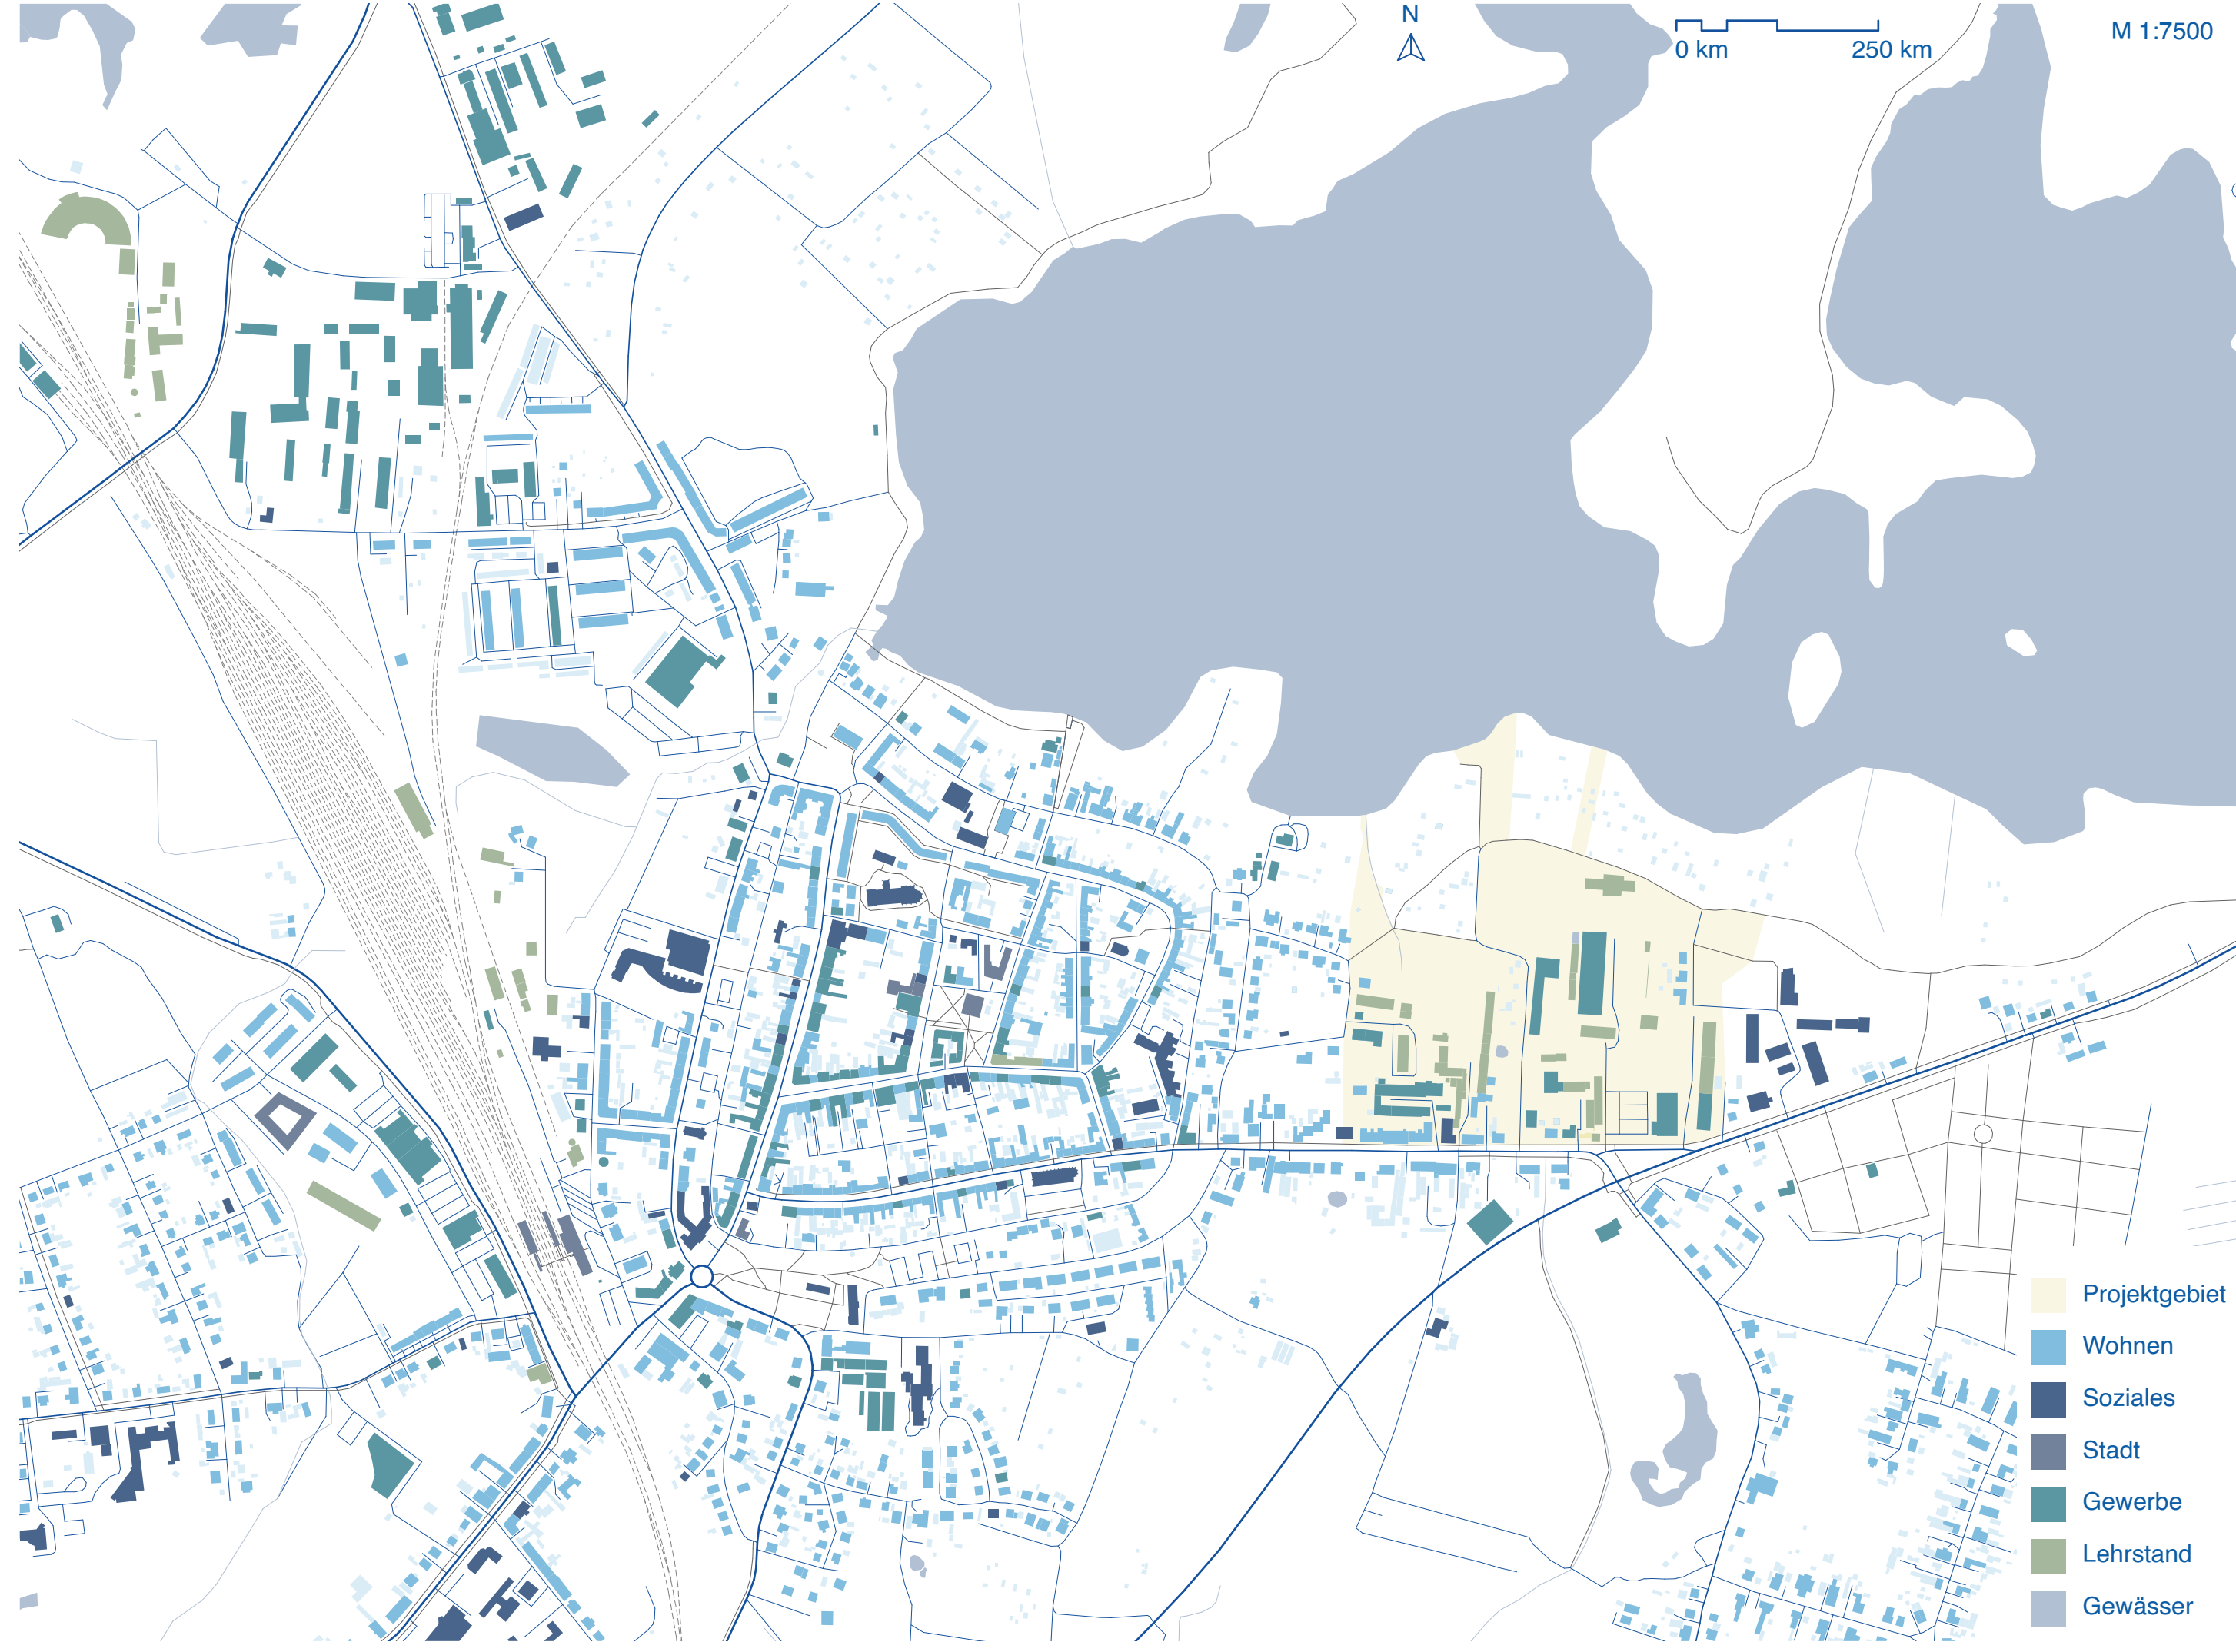 N
0 km 250 km
M 1:7500
Projektgebiet
Wohnen
Soziales
Stadt
Gewerbe
Lehrstand
Gewässer